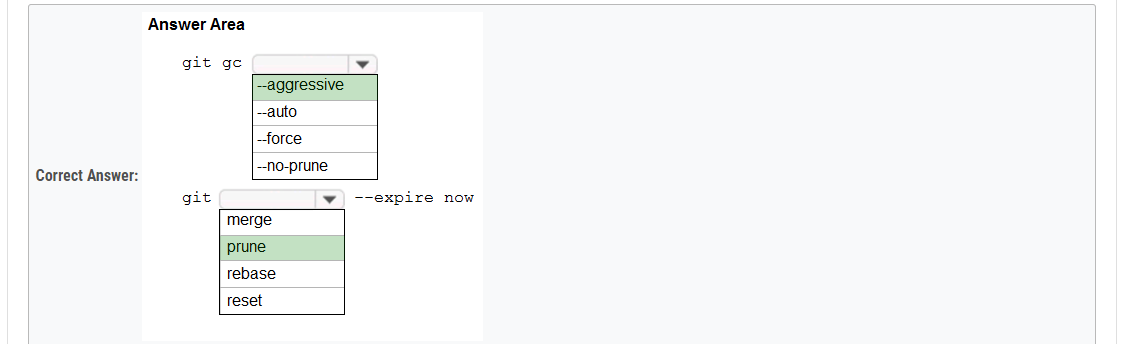 Answer Area
git gc
--aggressive
--auto
--force
--no-prune
Correct Answer:
git --expire now
merge
prune
rebase
reset